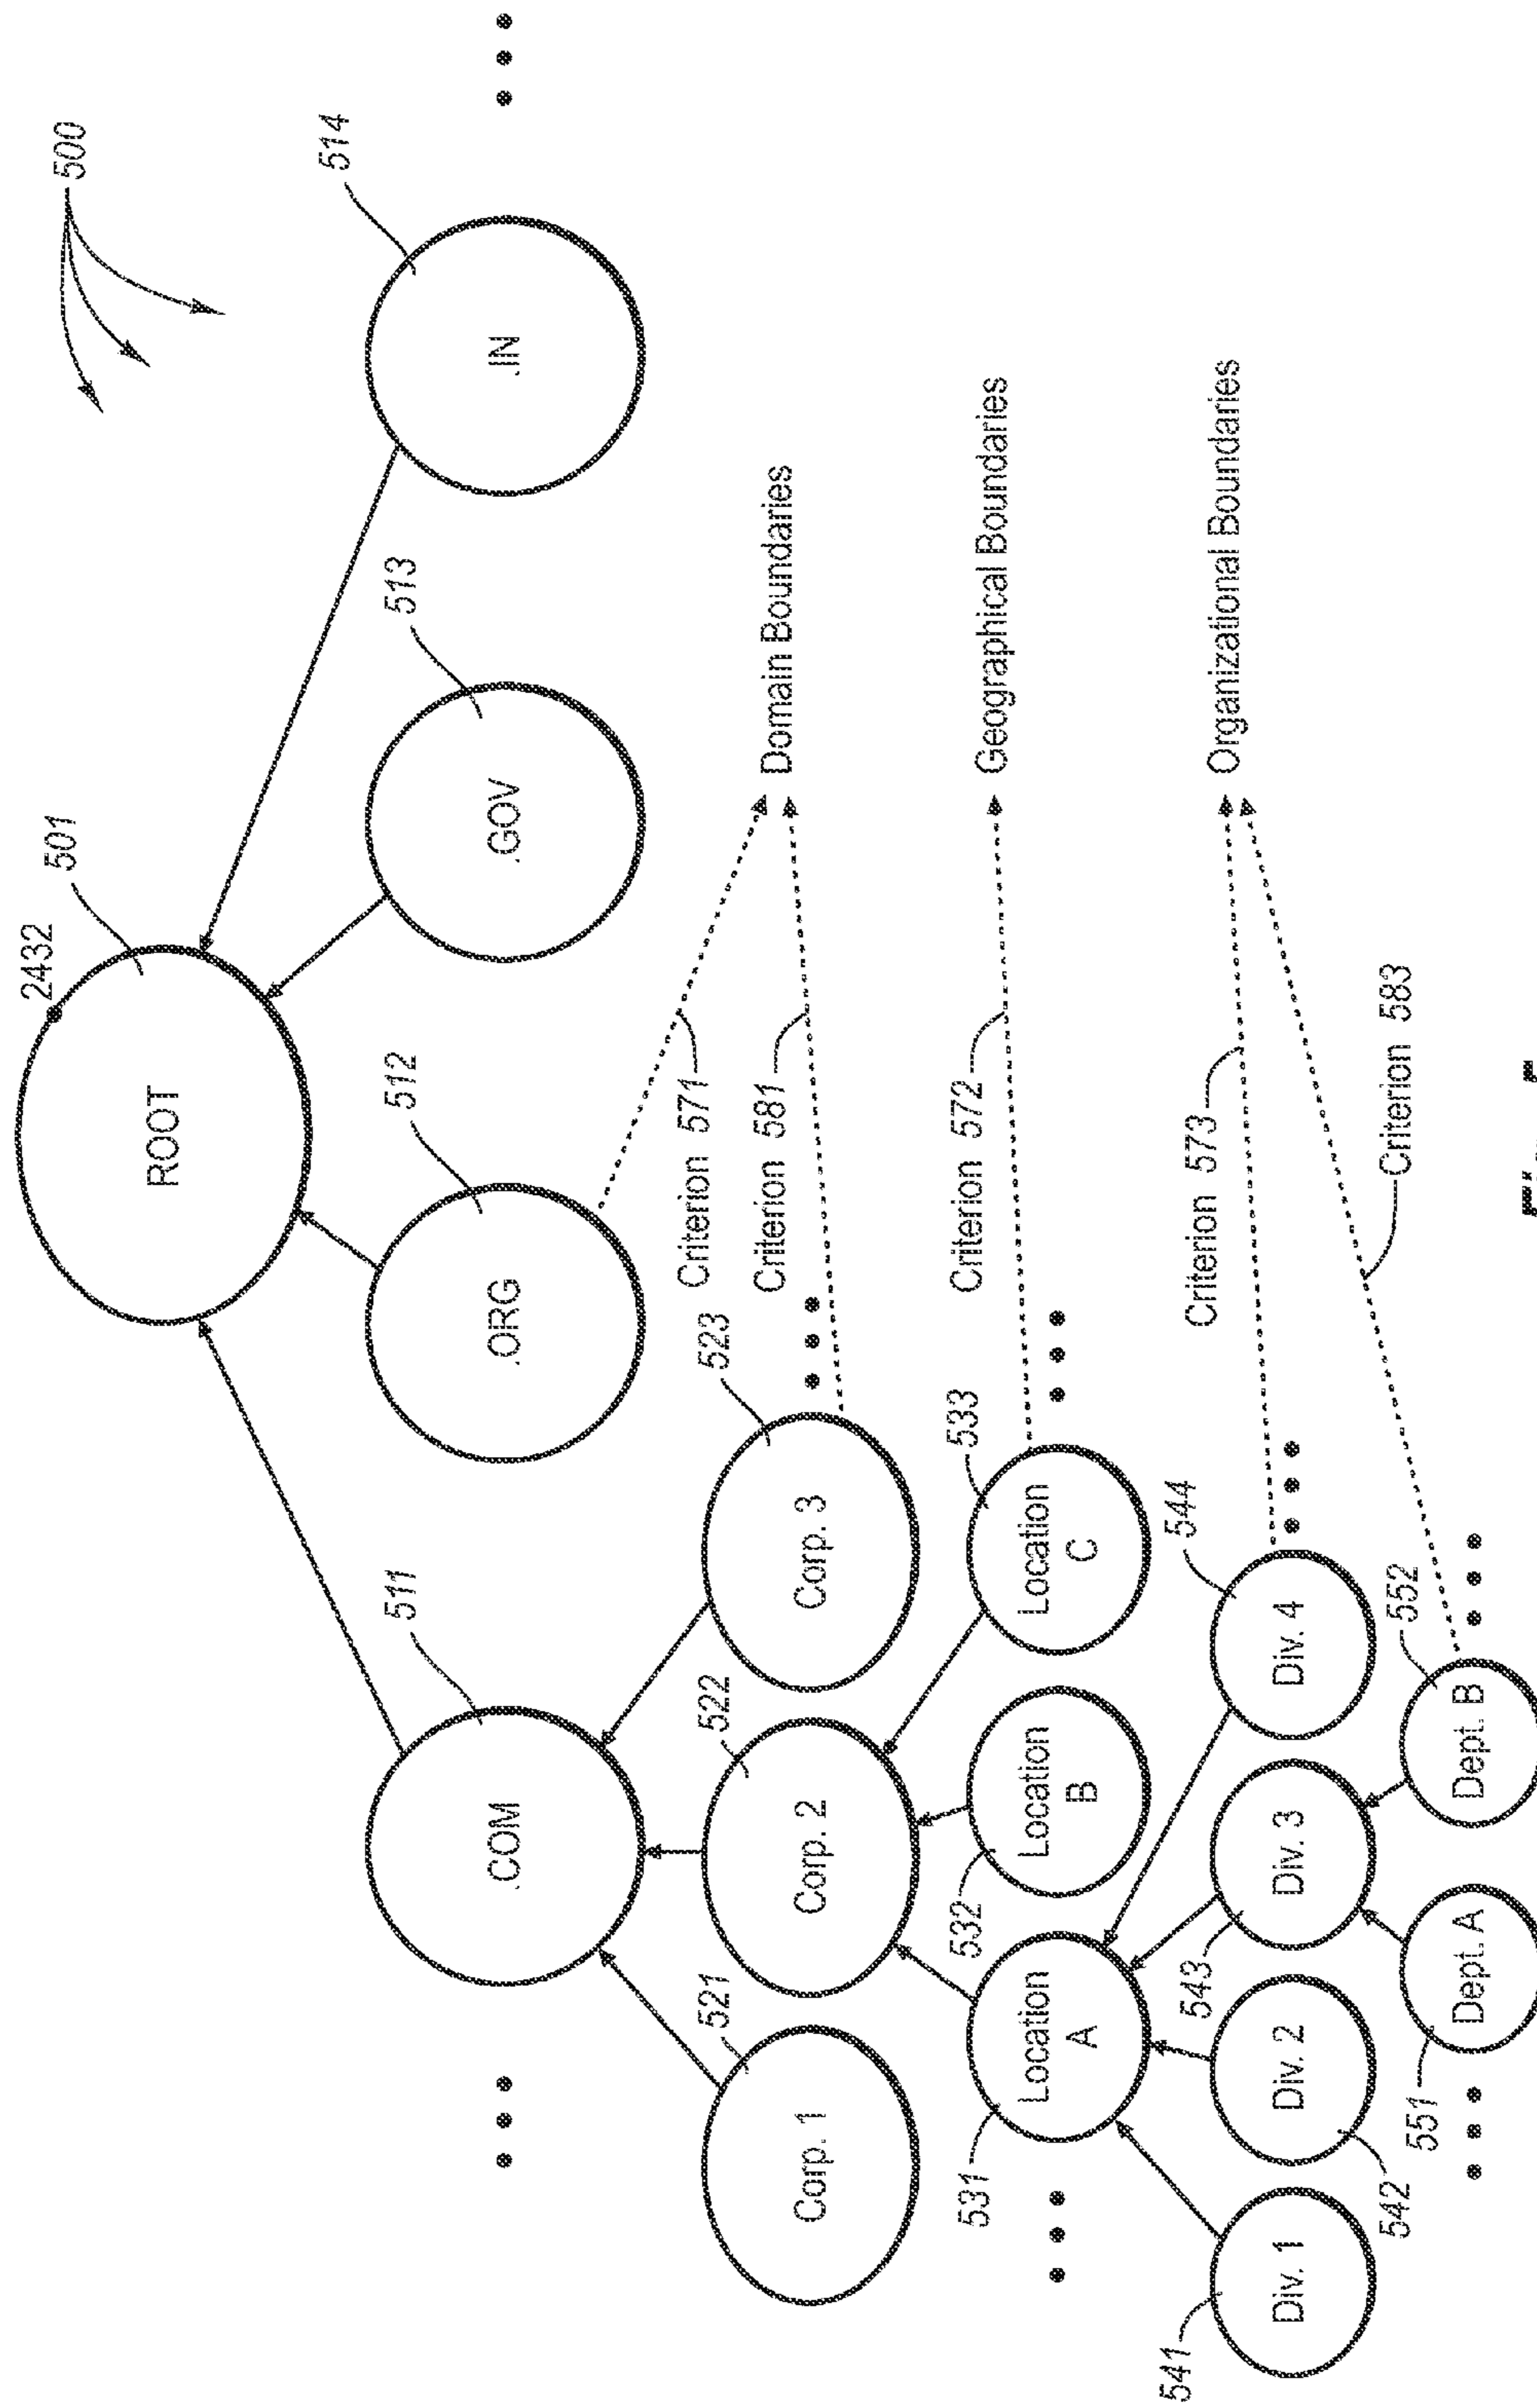 500
2432
501
ROOT
511
512
513
514
.COM
.ORG
.GOV
.IN
521
522
523
Corp. 1
Corp. 2
Corp. 3
Criterion 571
Criterion 581
Domain Boundaries
531
532
533
Location
A
Location
B
Location
C
Criterion 572
Geographical Boundaries
541
542
543
544
Div. 1
Div. 2
Div. 3
Div. 4
Criterion 573
Organizational Boundaries
551
552
Dept. A
Dept. B
Criterion 583